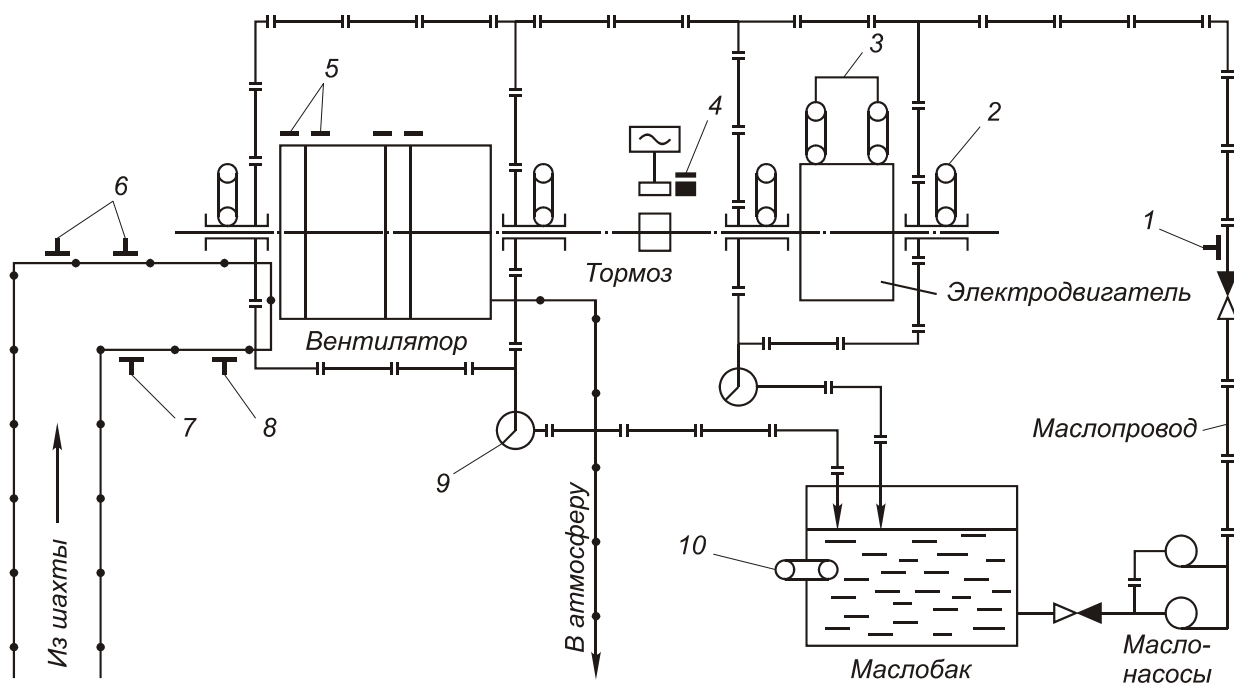 3
5
4
2
6
1
Тормоз
Электродвигатель
Вентилятор
7
8
Маслопровод
9
Из шахты
В атмосферу
10
Масло-
насосы
Маслобак